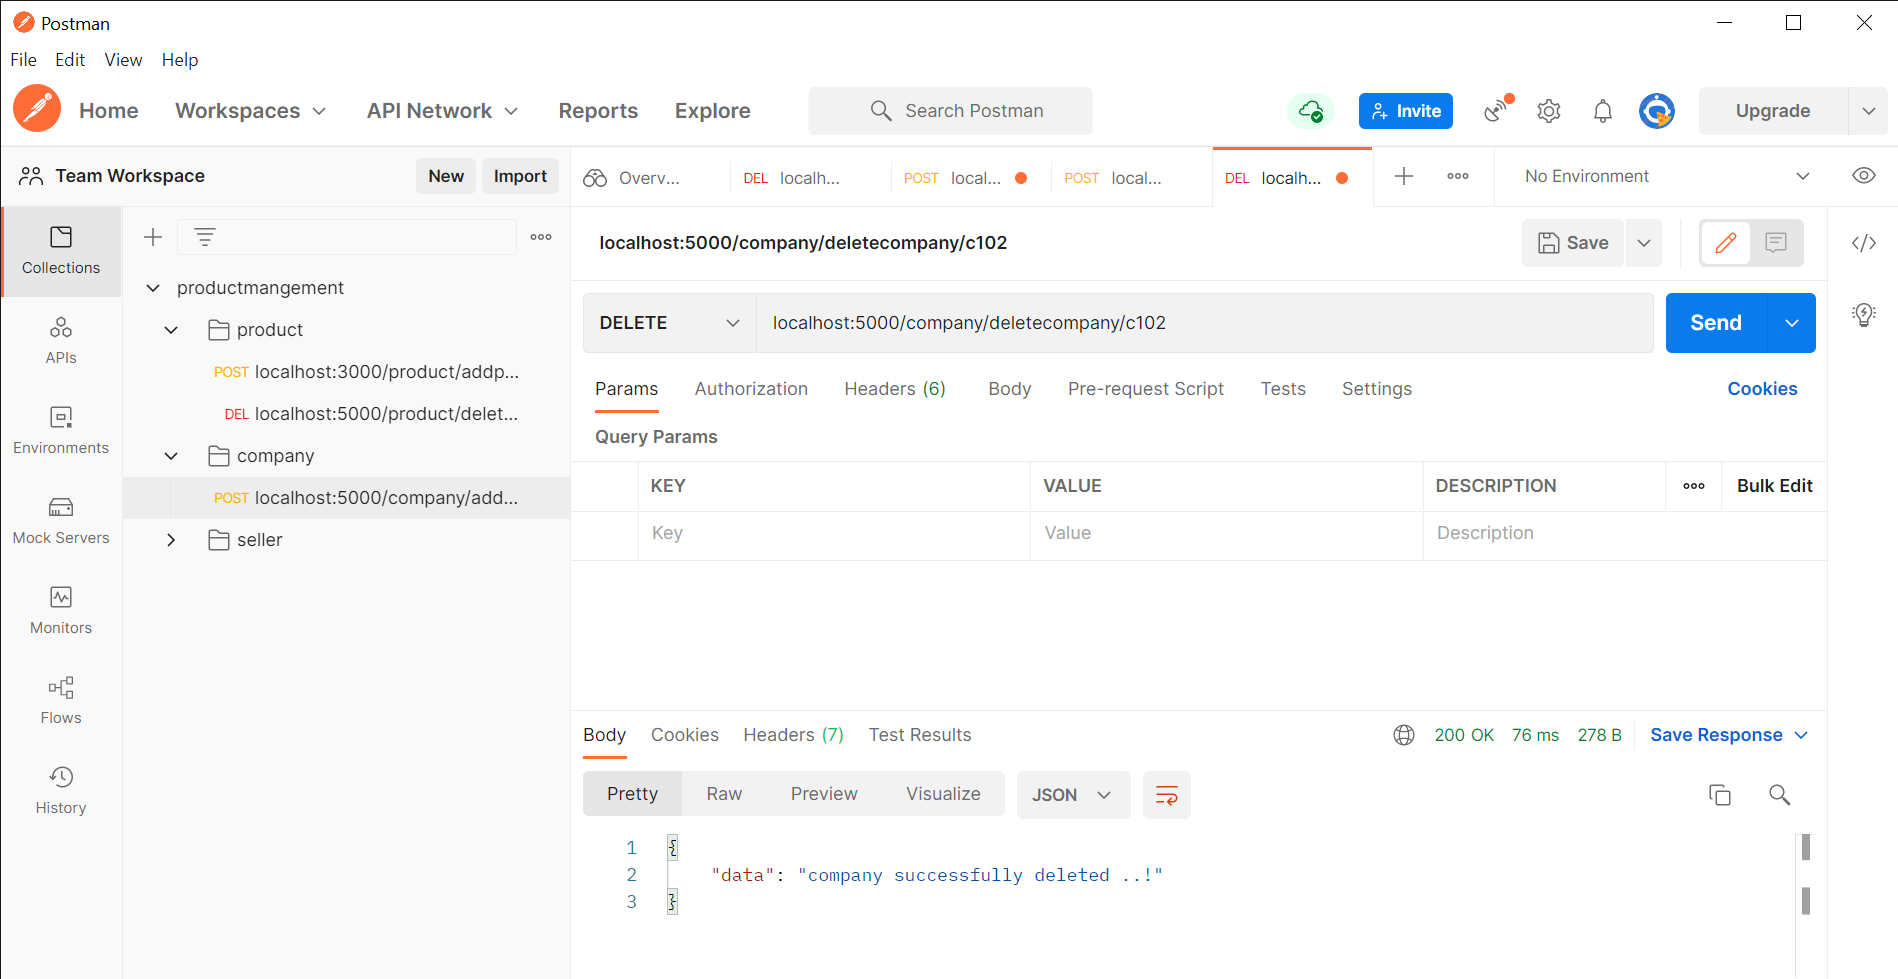 Postman
File Edit View Help
Home Workspaces API Network Reports Explore Search Postman Invite Upgrade
Team Workspace New Import Overv... DEL localh... POST local... POST local... DEL localh... No Environment
localhost:5000/company/deletecompany/c102 Save
Collections
productmangement
product
POST localhost:3000/product/addp...
DEL localhost:5000/product/delet...
company
POST localhost:5000/company/add...
seller
APIs
Environments
Mock Servers
Monitors
Flows
History
DELETE localhost:5000/company/deletecompany/c102 Send
Params Authorization Headers (6) Body Pre-request Script Tests Settings Cookies
Query Params
KEY VALUE DESCRIPTION Bulk Edit
Key Value Description
Body Cookies Headers (7) Test Results 200 OK 76 ms 278 B Save Response
Pretty Raw Preview Visualize JSON
1 {
2 "data": "company successfully deleted ..!"
3 }